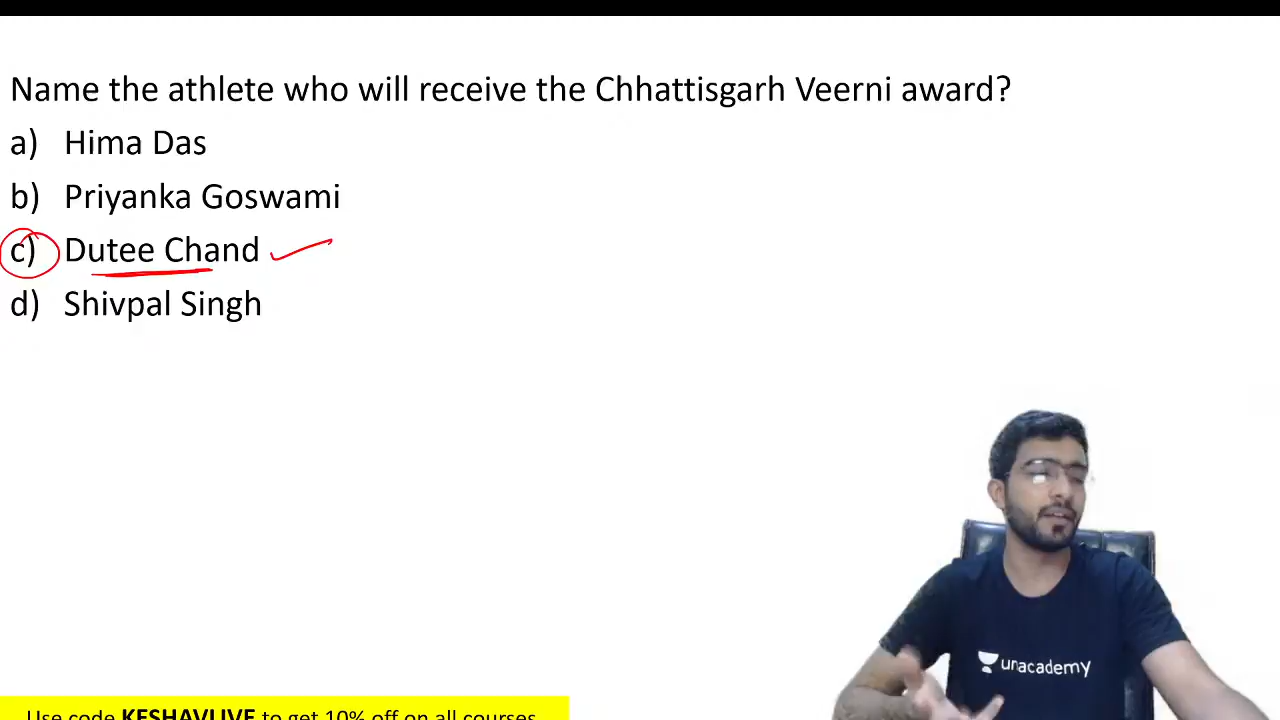 Name the athlete who will receive the Chhattisgarh Veerni award?
a) Hima Das
b) Priyanka Goswami
c) Dutee Chand
d) Shivpal Singh
unacademy
Use code KESHAVLIVE to get 10% off on all courses